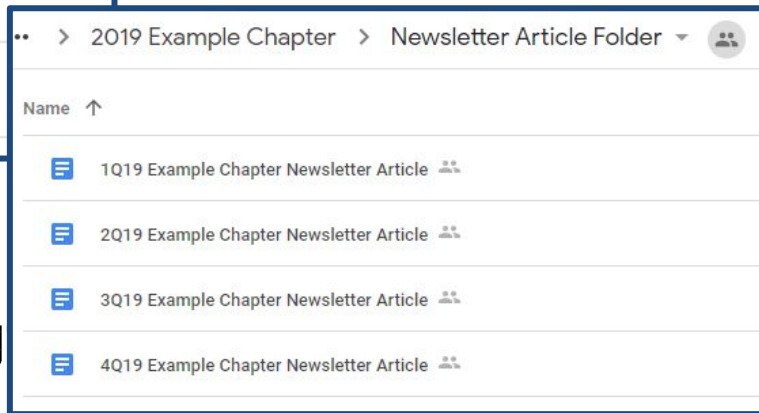 •• > 2019 Example Chapter > Newsletter Article Folder
Name ↑
1Q19 Example Chapter Newsletter Article
2Q19 Example Chapter Newsletter Article
3Q19 Example Chapter Newsletter Article
4Q19 Example Chapter Newsletter Article